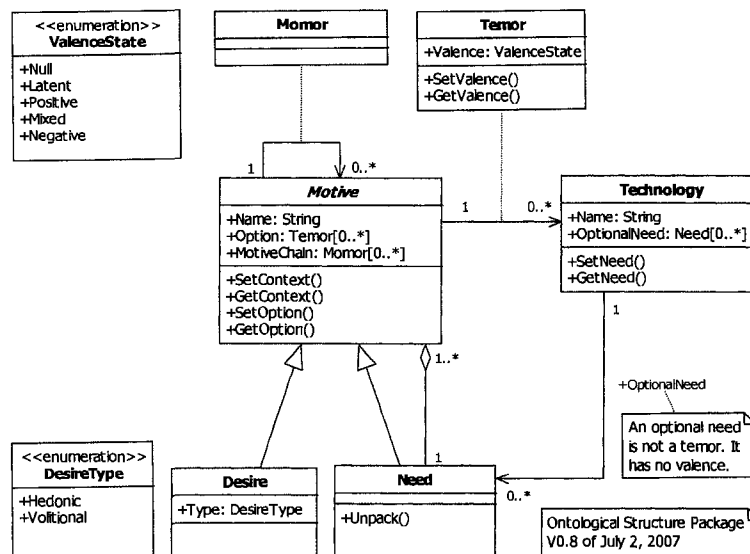 <<enumeration>>
ValenceState
+Null
+Latent
+Positive
+Mixed
+Negative
Momor
Temor
+Valence: ValenceState
+SetValence()
+GetValence()
1
0..*
Motive
+Name: String
+Option: Temor[0..*]
+MotiveChain: Momor[0..*]
+SetContext()
+GetContext()
+SetOption()
+GetOption()
1
0..*
Technology
+Name: String
+OptionalNeed: Need[0..*]
+SetNeed()
+GetNeed()
1
1..*
+OptionalNeed
An optional need
is not a temor. It
has no valence.
<<enumeration>>
DesireType
+Hedonic
+Volitional
Desire
+Type: DesireType
1
Need
+Unpack()
0..*
Ontological Structure Package
V0.8 of July 2, 2007